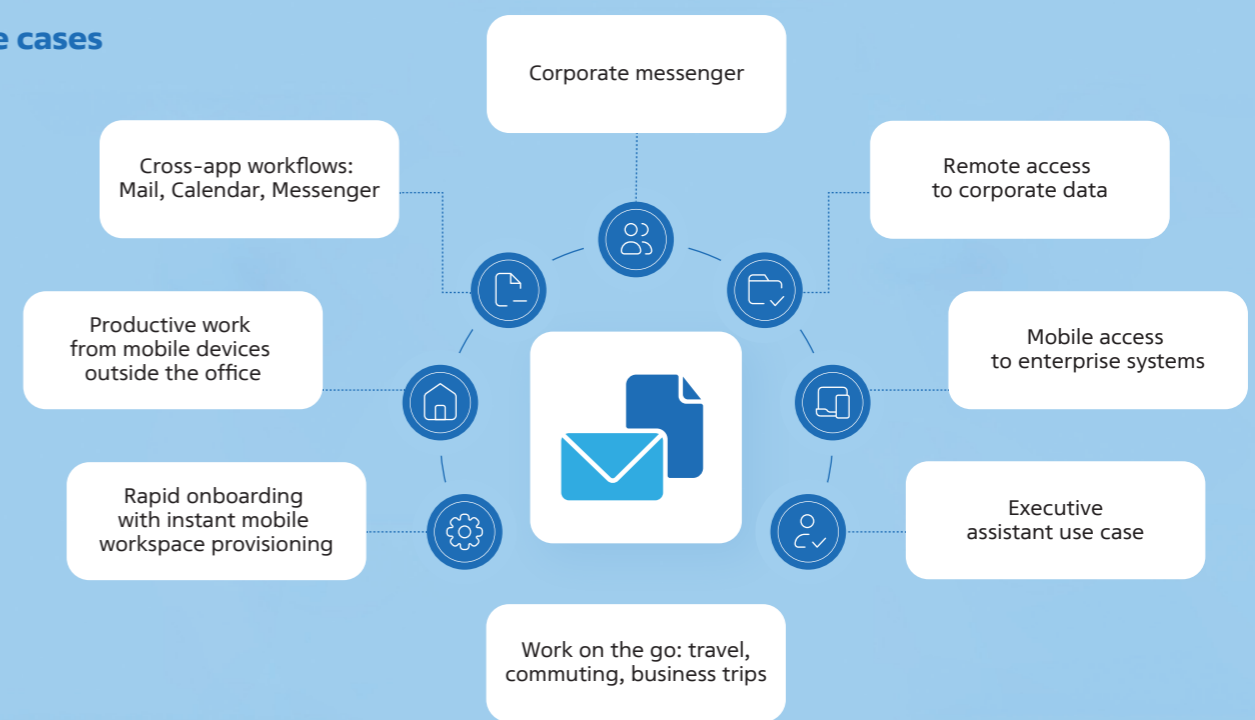 e cases
Corporate messenger
Cross-app workflows:
Mail, Calendar, Messenger
Remote access
to corporate data
Productive work
from mobile devices
outside the office
Mobile access
to enterprise systems
Rapid onboarding
with instant mobile
workspace provisioning
Executive
assistant use case
Work on the go: travel,
commuting, business trips